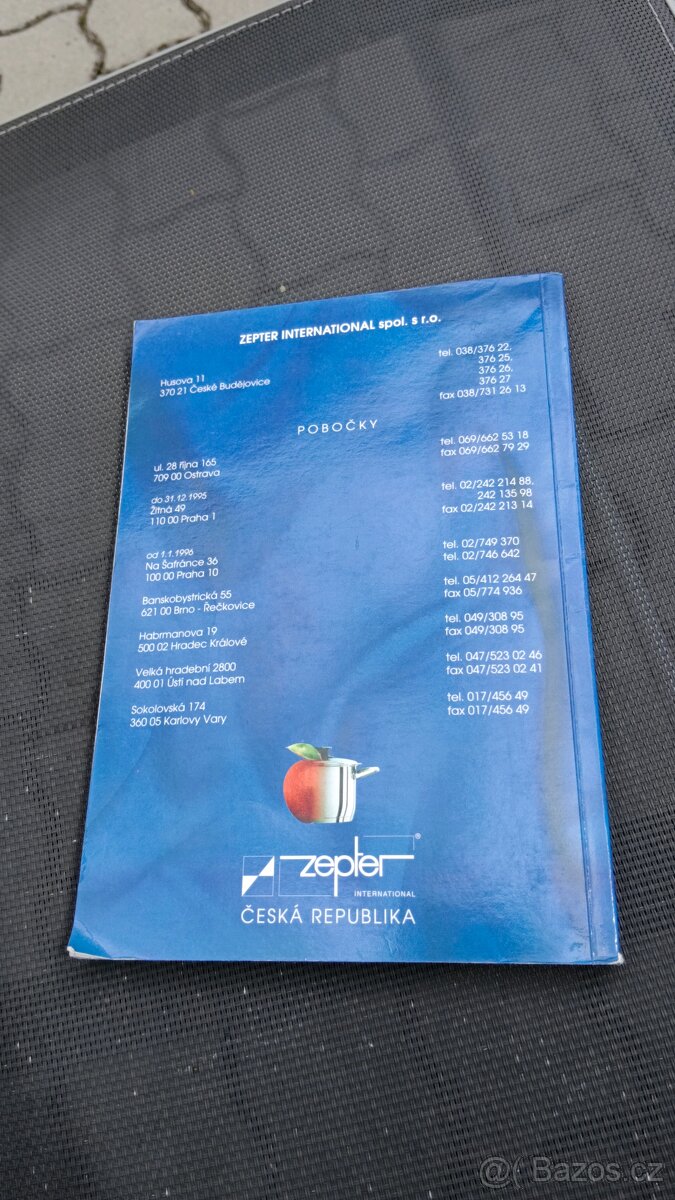 ZEPTER INTERNATIONAL spol. s r.o.
Husova 11
370 21 České Budějovice
tel. 038/376 22,
376 25,
376 26,
376 27
fax 038/731 26 13
POBOČKY
ul. 28 října 165
709 00 Ostrava
tel. 069/662 53 18
fax 069/662 79 29
do 31.12.1995
Žitná 49
110 00 Praha 1
tel. 02/242 214 88,
242 135 98
fax 02/242 213 14
od 1.1.1996
Na Šafránce 36
100 00 Praha 10
tel. 02/749 370
tel. 02/746 642
Banskobystrická 55
621 00 Brno - Řečkovice
tel. 05/412 264 47
fax 05/774 936
Habrmanova 19
500 02 Hradec Králové
tel. 049/308 95
fax 049/308 95
Velká hradební 2800
400 01 Ústí nad Labem
tel. 047/523 02 46
fax 047/523 02 41
Sokolovská 174
360 05 Karlovy Vary
tel. 017/456 49
fax 017/456 49
zepter®
INTERNATIONAL
ČESKÁ REPUBLIKA
@( Bazos.cz